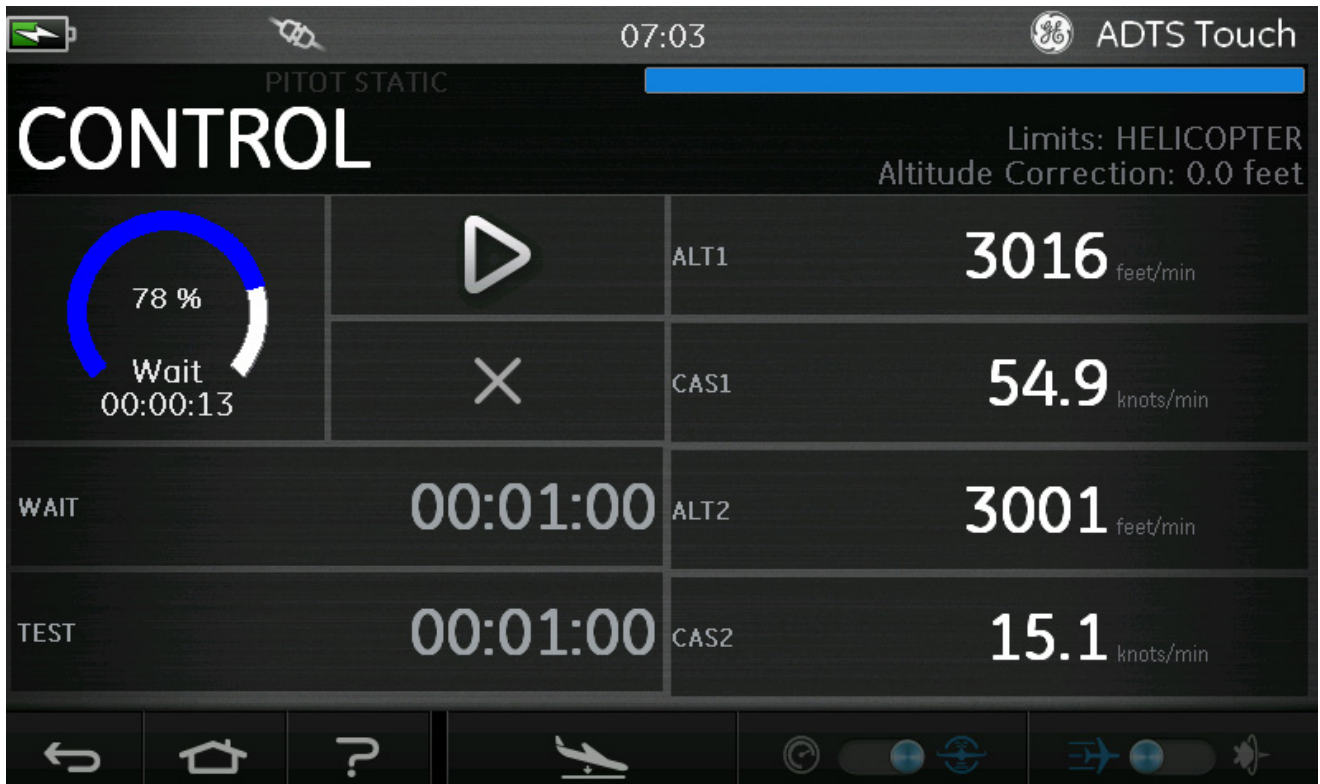 07:03
ADTS Touch
PITOT STATIC
CONTROL
Limits: HELICOPTER
Altitude Correction: 0.0 feet
78 %
Wait
00:00:13
ALT1 3016 feet/min
CAS1 54.9 knots/min
WAIT 00:01:00
ALT2 3001 feet/min
TEST 00:01:00
CAS2 15.1 knots/min
?